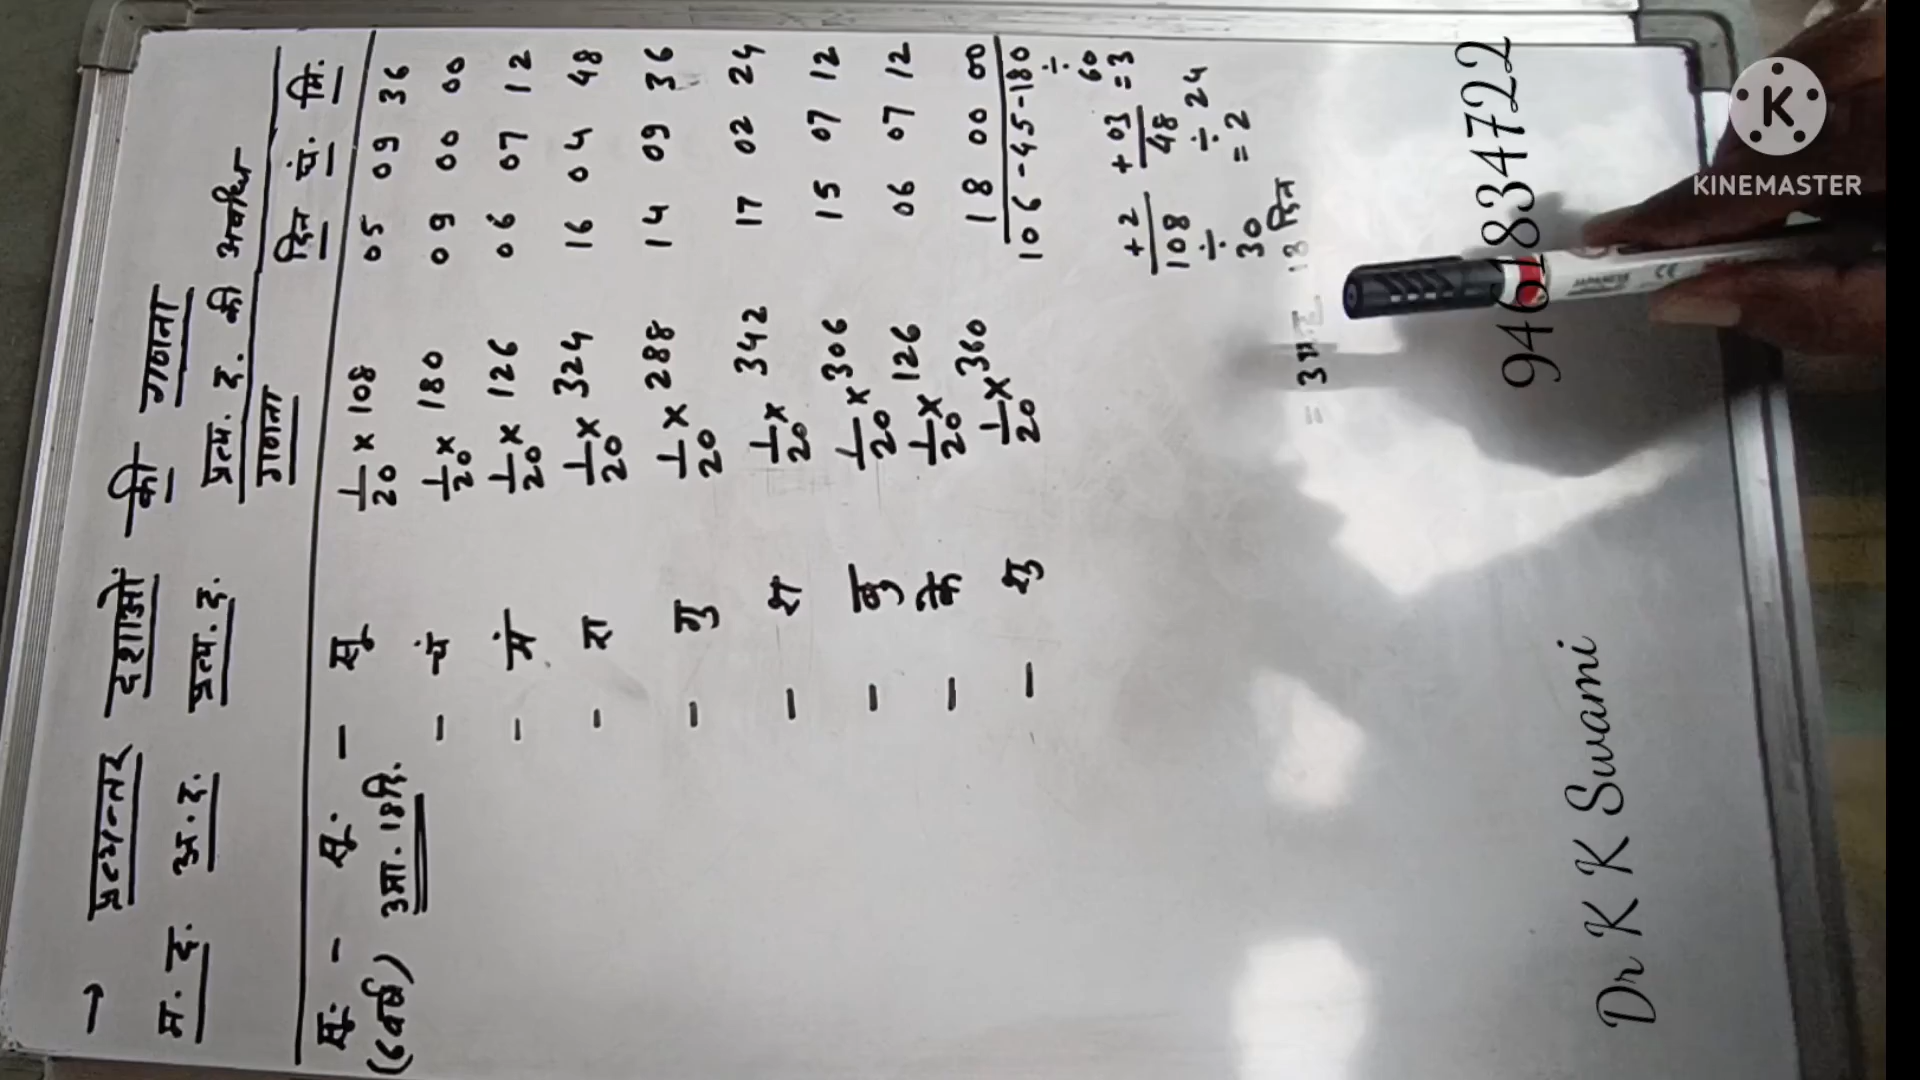 → प्रत्यन्तर दशाओं की गणना
म. द. अ. द. प्रत्य. द. प्रत्य. द. की अवधि
गणना दिन घं. मि.
सू. - सू. - सू 1/20 × 108 05 09 36
(6 वर्ष) 3मा. 18दि. - चं 1/20 × 180 09 00 00
- मं 1/20 × 126 06 07 12
- रा 1/20 × 324 16 04 48
- गु 1/20 × 288 14 09 36
- श 1/20 × 342 17 02 24
- बु 1/20 × 306 15 07 12
- के 1/20 × 126 06 07 12
- शु 1/20 × 360 18 00 00
106 - 45 - 180
÷
60
+ 2 + 03 = 3
108 48
÷ ÷ 24
30 = 2
= 3 माह 18 दिन
Dr K K Swami 9461834722
KINEMASTER